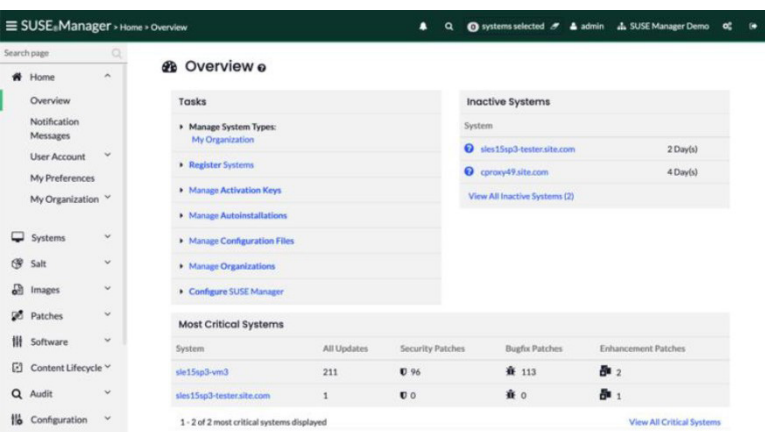 SUSE Manager > Home > Overview
0 systems selected admin SUSE Manager Demo
Search page
Home
Overview
Notification
Messages
User Account
My Preferences
My Organization
Systems
Salt
Images
Patches
Software
Content Lifecycle
Audit
Configuration
Overview
Tasks
Manage System Types:
My Organization
Register Systems
Manage Activation Keys
Manage Autoinstallations
Manage Configuration Files
Manage Organizations
Configure SUSE Manager
Inactive Systems
System
sles15sp3-tester.site.com 2 Day(s)
cproxy49.site.com 4 Day(s)
View All Inactive Systems (2)
Most Critical Systems
System All Updates Security Patches Bugfix Patches Enhancement Patches
sle15sp3-vm3 211 96 113 2
sles15sp3-tester.site.com 1 0 0 1
1 - 2 of 2 most critical systems displayed View All Critical Systems